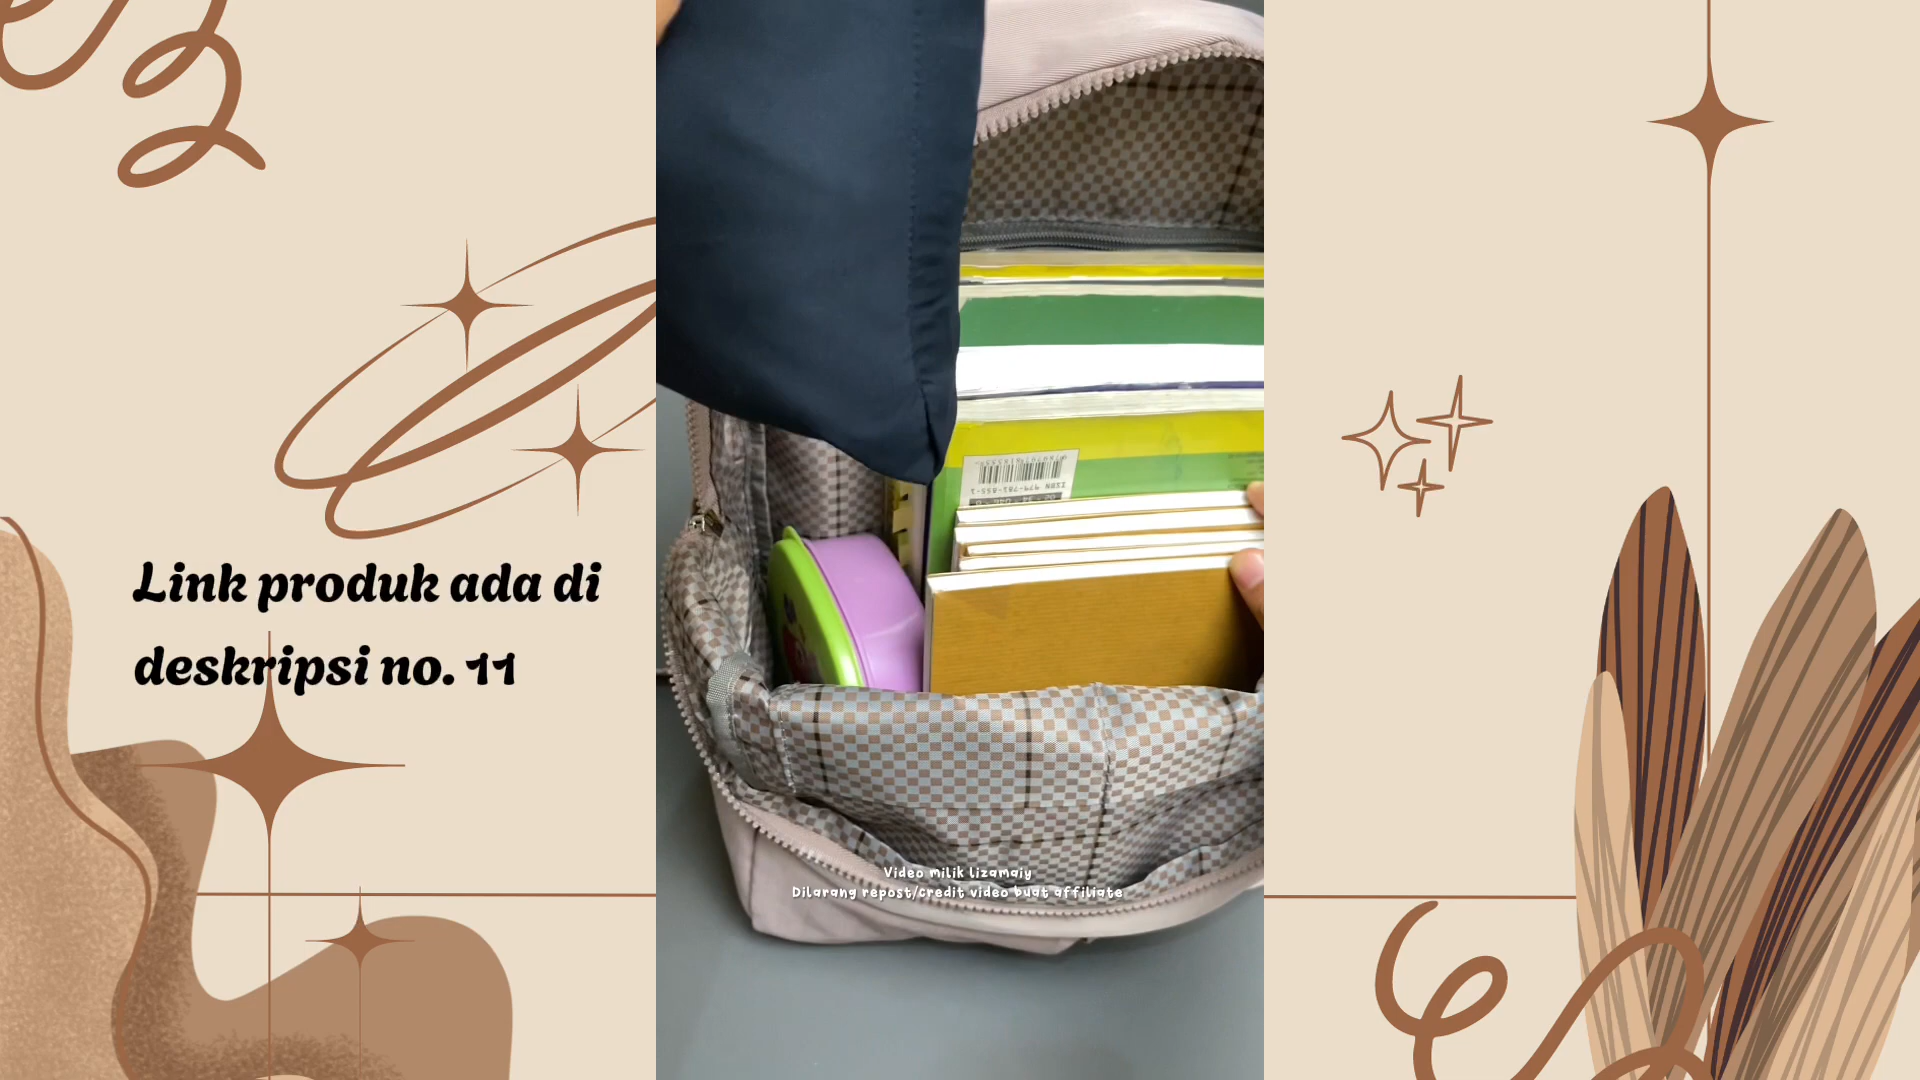 Link produk ada di
deskripsi no. 11
Video milik lizamaiy
Dilarang repost/credit video buat affiliate